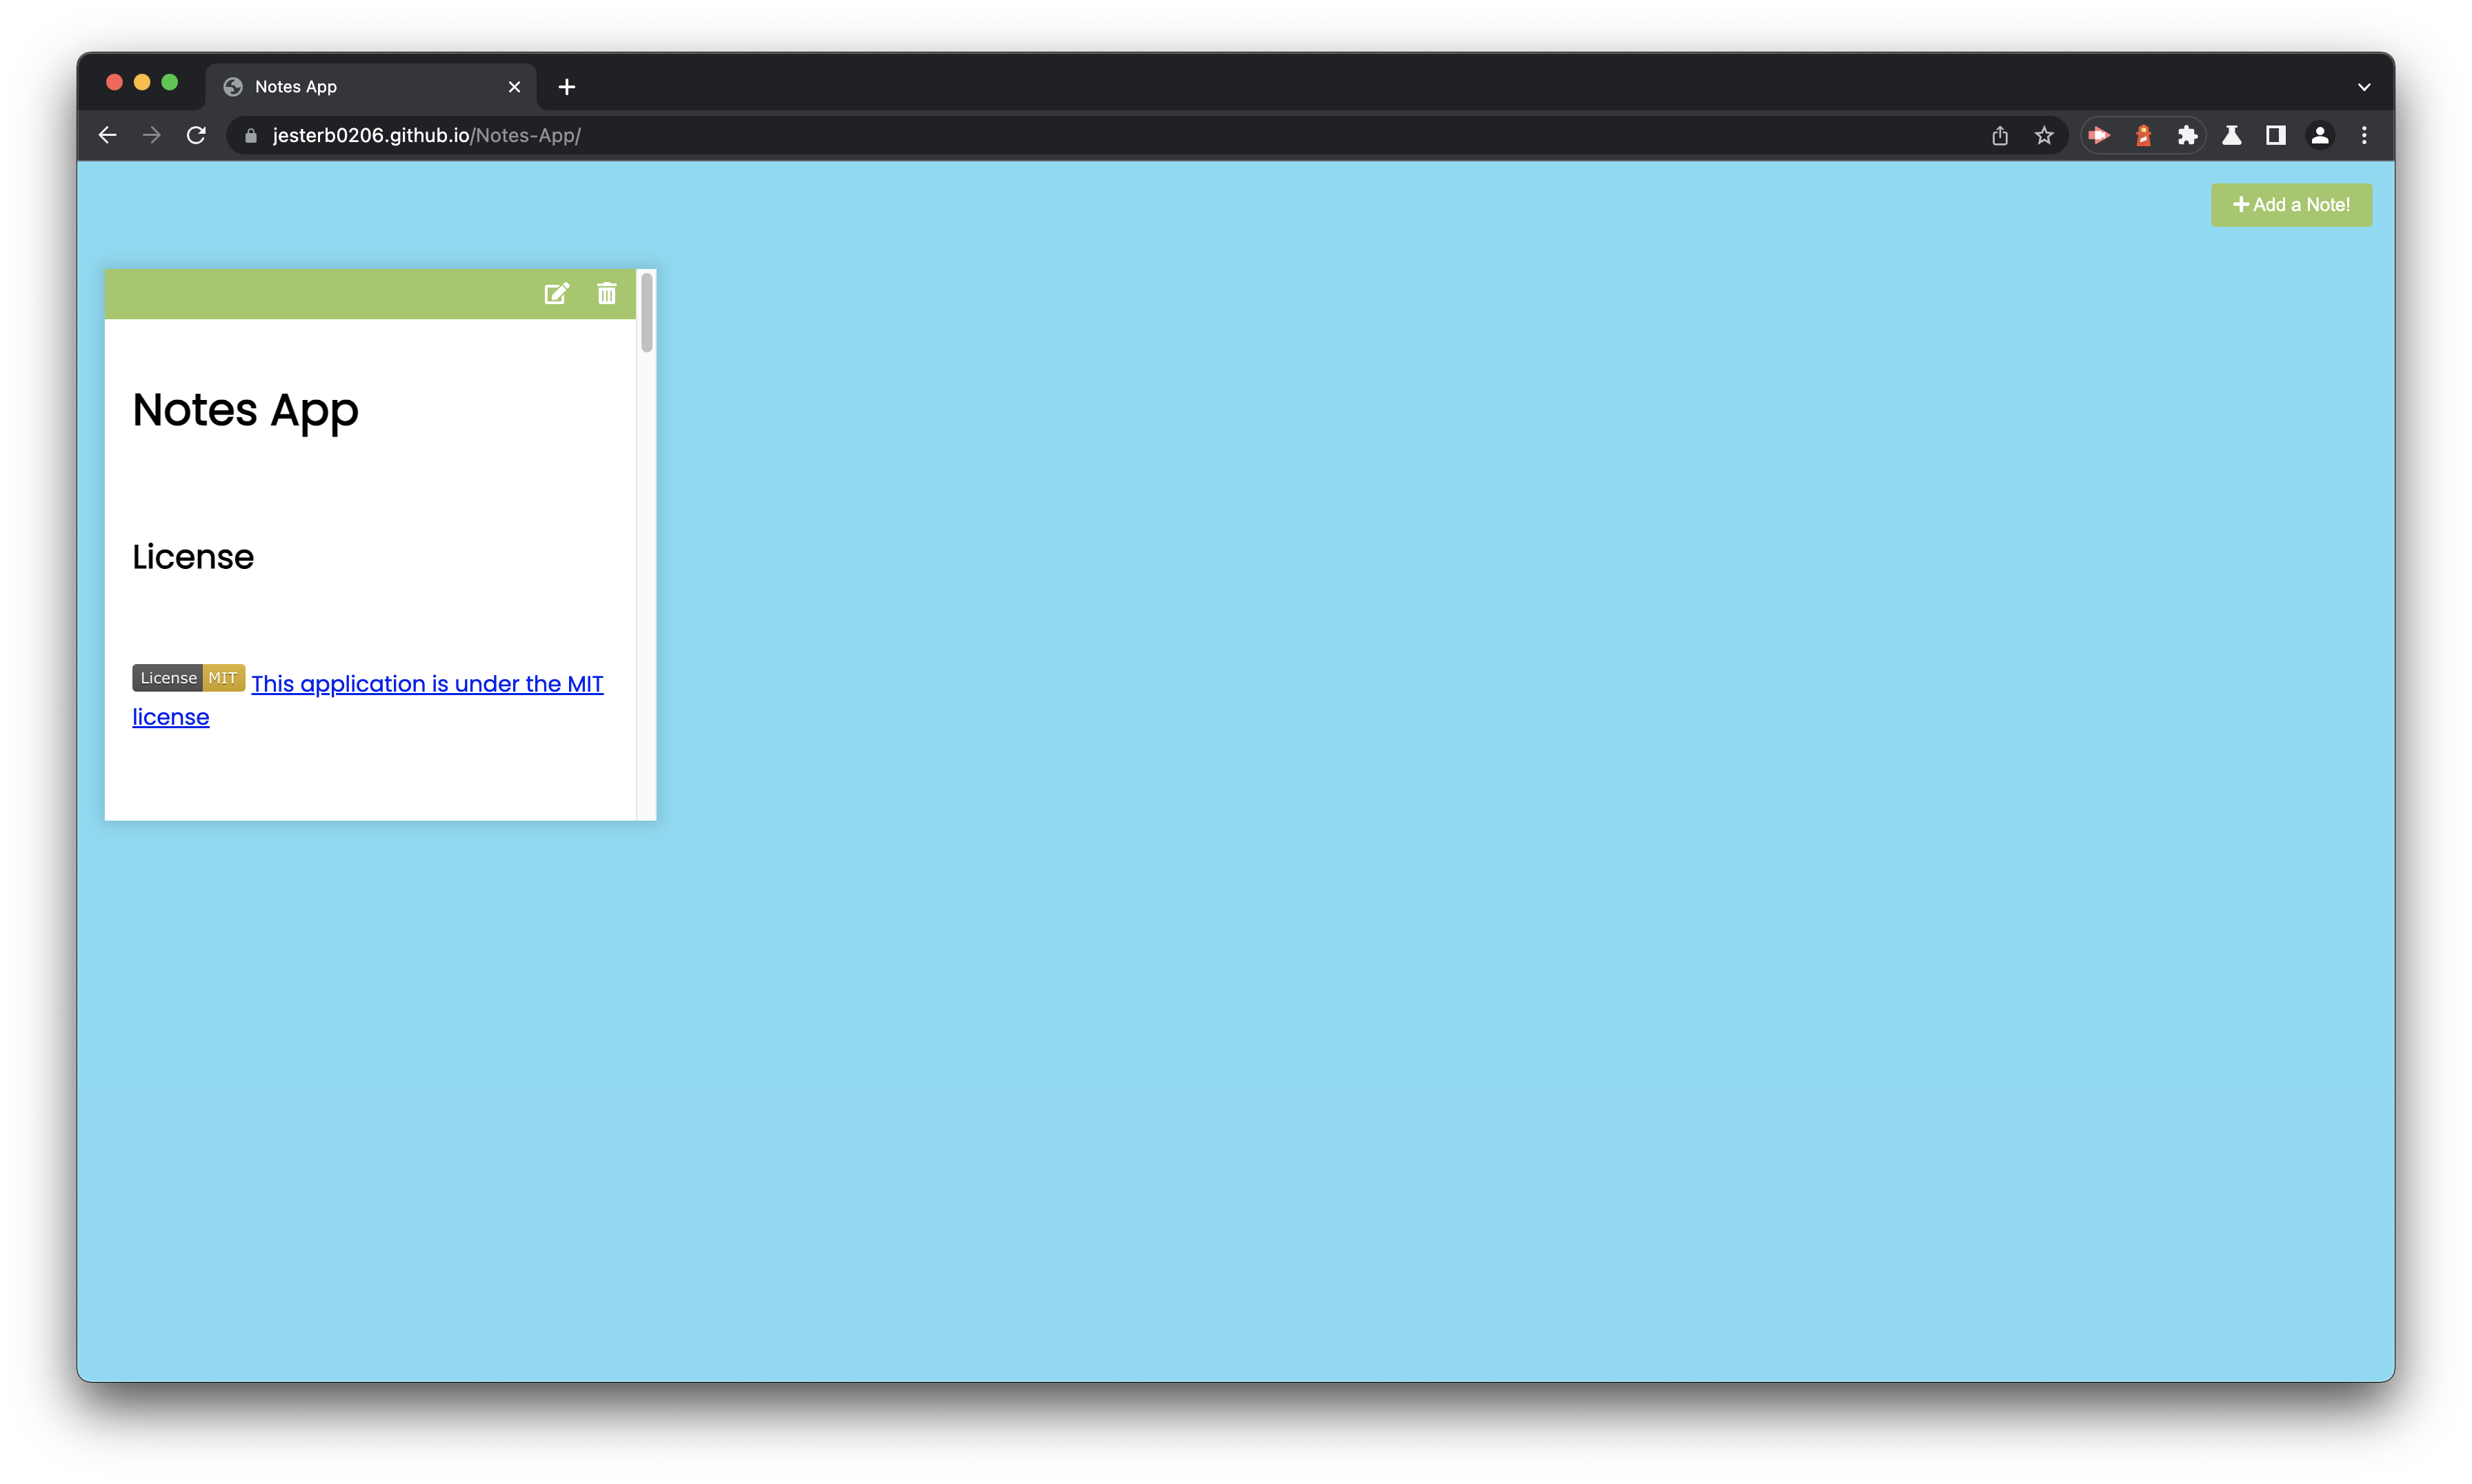 Notes App
jesterb0206.github.io/Notes-App/
Add a Note!
Notes App
License
License MIT This application is under the MIT
license